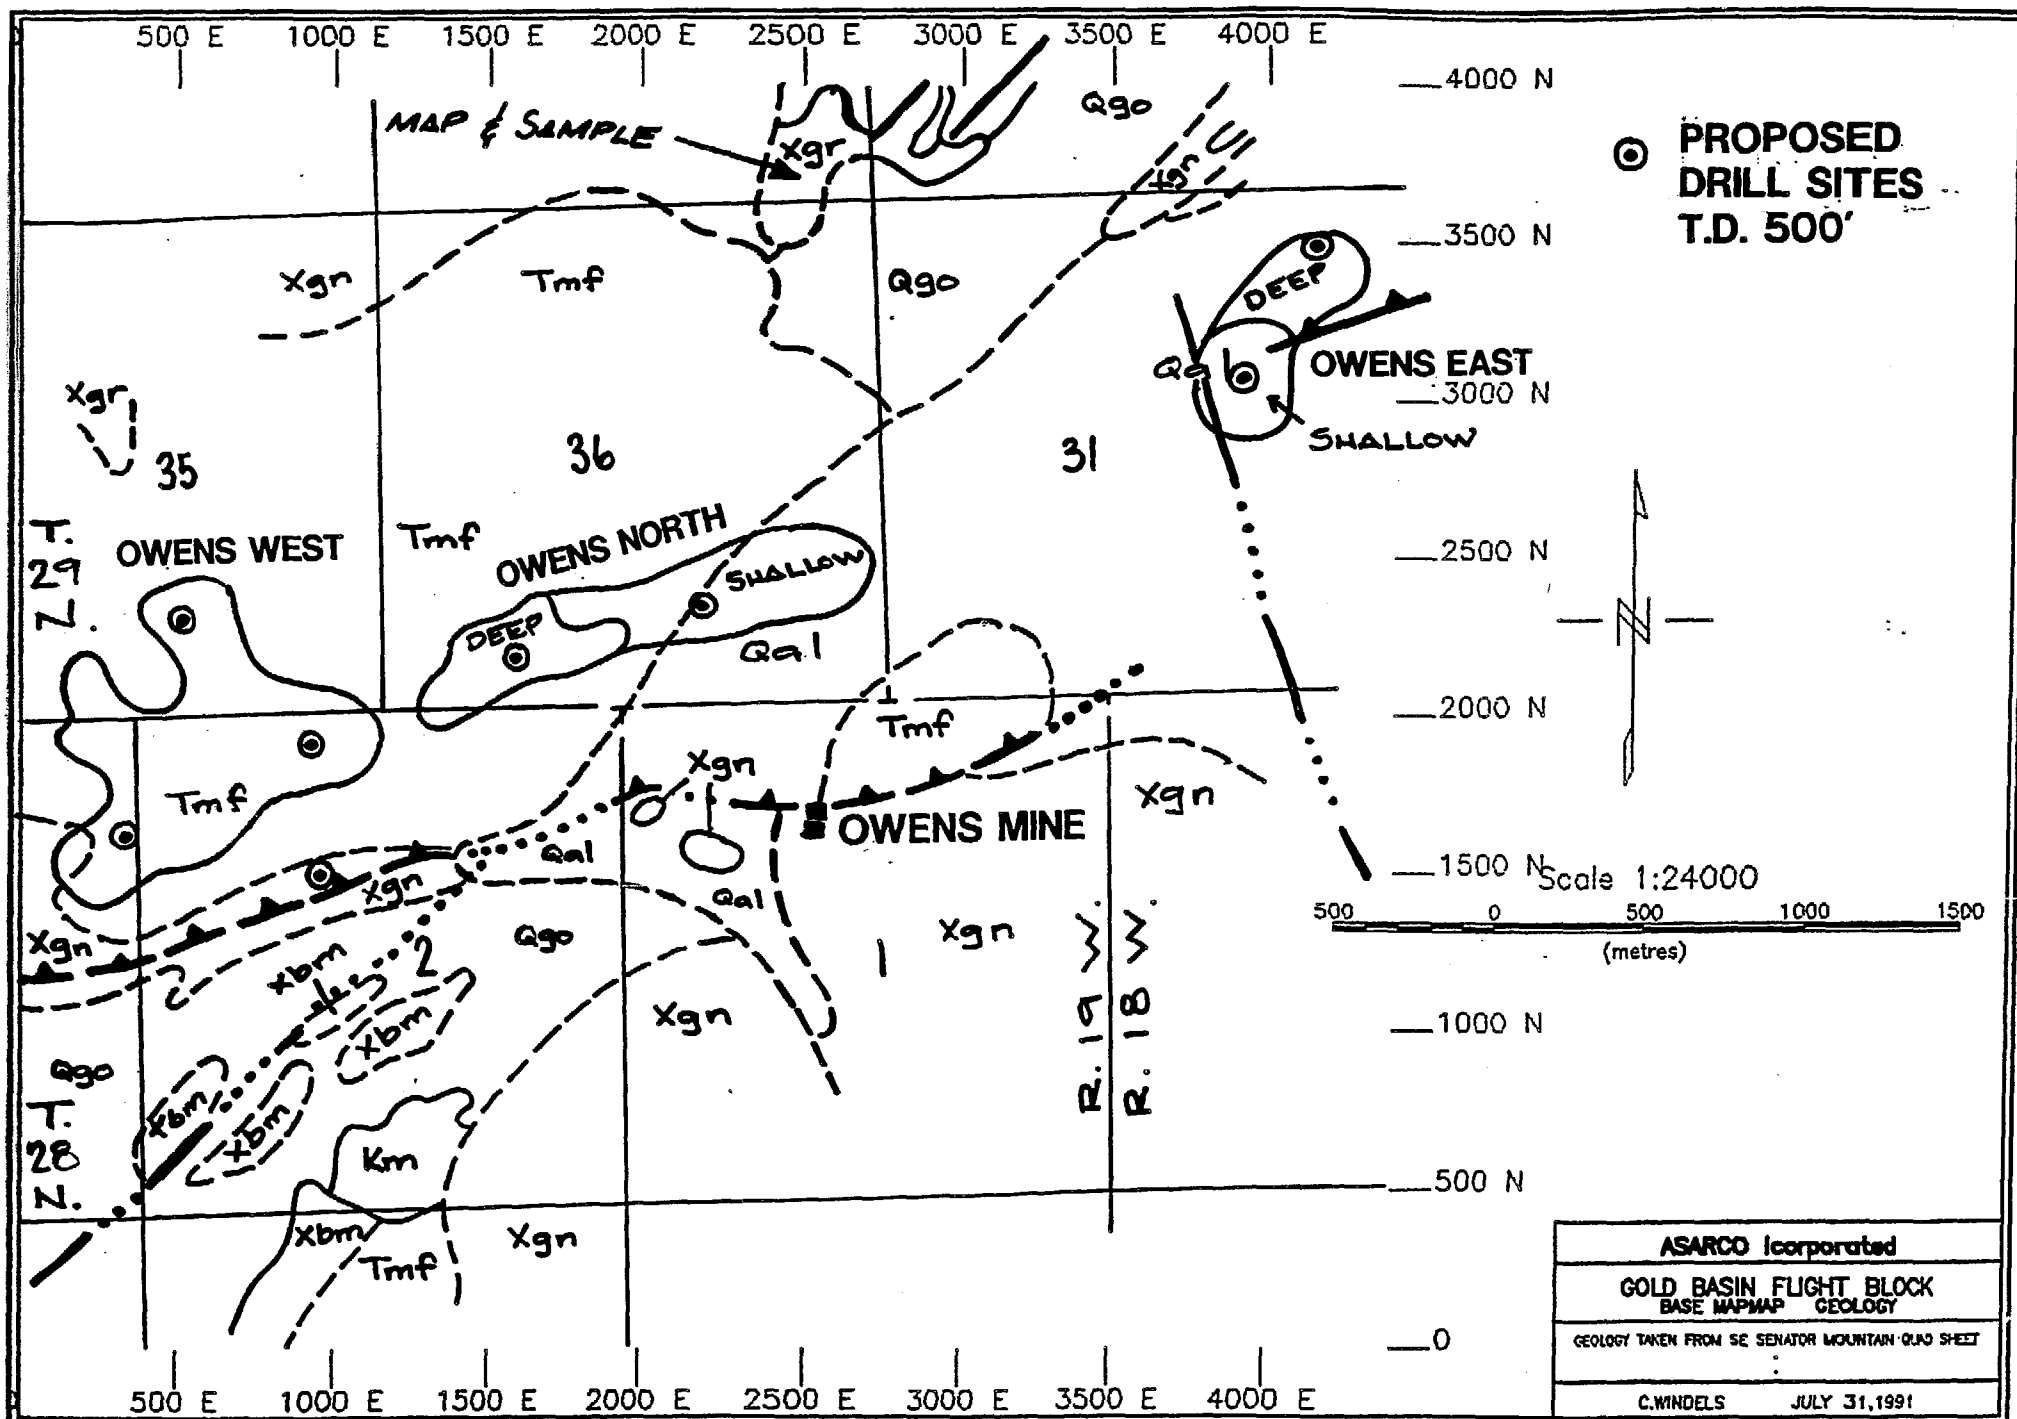 500 E 1000 E 1500 E 2000 E 2500 E 3000 E 3500 E 4000 E
4000 N
Qgo
MAP & SAMPLE
Xgr
Xgn
PROPOSED
DRILL SITES
T.D. 500'
3500 N
Xgn
Tmf
Qgo
DEEP
Qa
OWENS EAST
3000 N
SHALLOW
Xgr
35
36
31
T.
29
N.
OWENS WEST
Tmf
OWENS NORTH
SHALLOW
DEEP
2500 N
N
Qal
2000 N
Tmf
Xgn
Xgn
Tmf
OWENS MINE
1500 N
Scale 1:24000
500 0 500 1000 1500
(metres)
Qal
Xgn
Qal
Xgn
Xgn
Qgo
2
1
Xbm
Xbm
Xgn
R. 19 W.
R. 18 W.
1000 N
Qgo
T.
28
N.
Xbm
Xbm
Km
500 N
Xbm
Tmf
Xgn
0
500 E 1000 E 1500 E 2000 E 2500 E 3000 E 3500 E 4000 E
ASARCO Icorporated
GOLD BASIN FLIGHT BLOCK
BASE MAPMAP GEOLOGY
GEOLOGY TAKEN FROM SE SENATOR MOUNTAIN QUAD SHEET
C.WINDELS JULY 31,1991